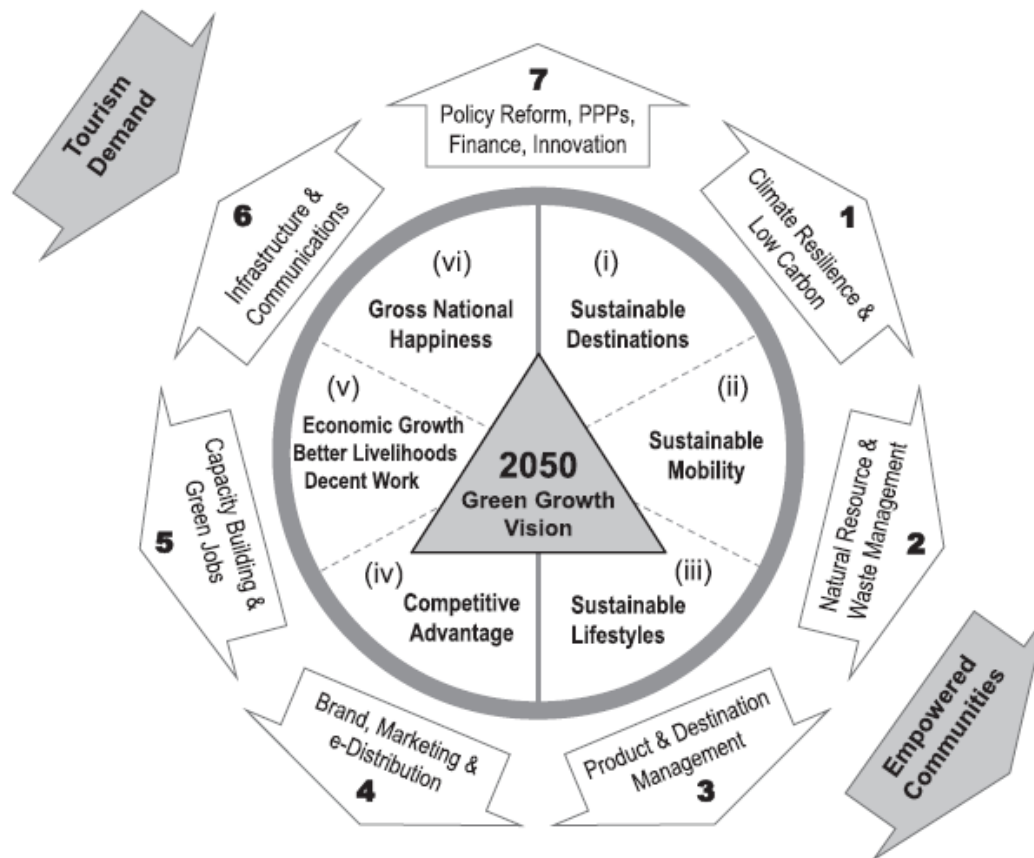 Tourism
Demand
7
Policy Reform, PPPs,
Finance, Innovation
1
Climate Resilience &
Low Carbon
2
Natural Resource &
Waste Management
3
Product & Destination
Management
4
Brand, Marketing &
e-Distribution
5
Capacity Building &
Green Jobs
6
Infrastructure &
Communications
(i)
Sustainable
Destinations
(ii)
Sustainable
Mobility
(iii)
Sustainable
Lifestyles
(iv)
Competitive
Advantage
(v)
Economic Growth
Better Livelihoods
Decent Work
(vi)
Gross National
Happiness
2050
Green Growth
Vision
Empowered
Communities